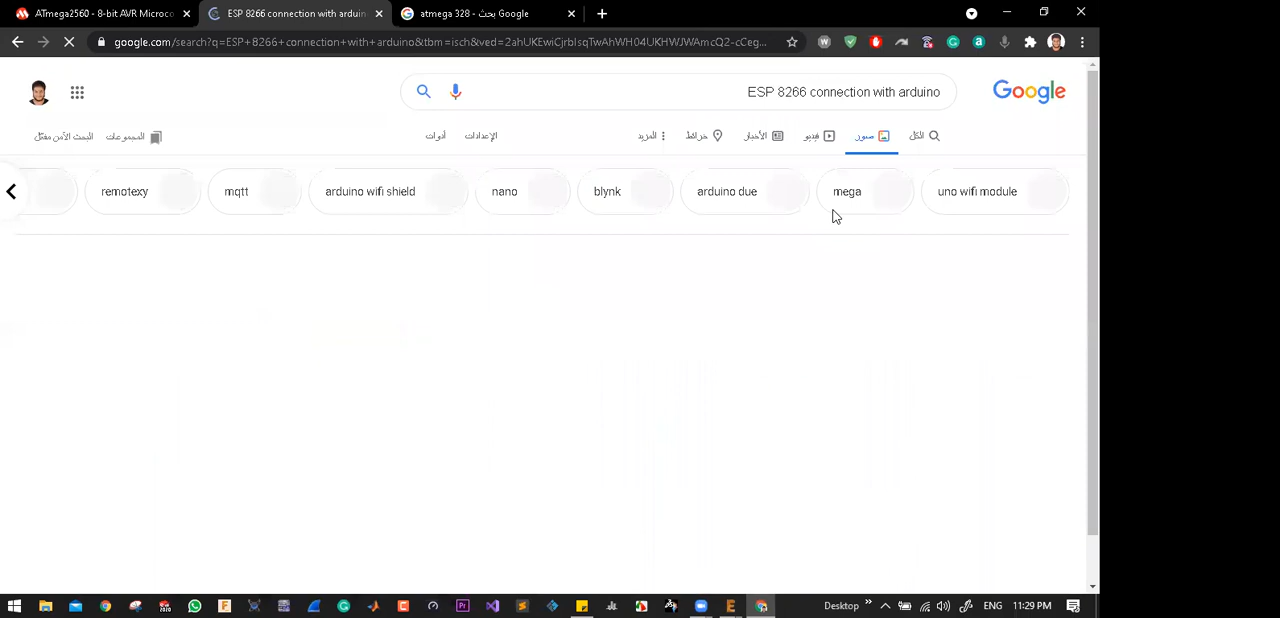 ATmega2560 - 8-bit AVR Microco
ESP 8266 connection with arduin
atmega 328 - بحث Google
google.com/search?q=ESP+8266+connection+with+arduino&tbm=isch&ved=2ahUKEwiCjrbIsqTwAhWH04UKHWJWAmcQ2-cCeg...
ESP 8266 connection with arduino
Google
الكل
صور
فيديو
الأخبار
خرائط
المزيد
الإعدادات
أدوات
المجموعات
البحث الآمن مفعّل
remotexy
mqtt
arduino wifi shield
nano
blynk
arduino due
mega
uno wifi module
Desktop
ENG
11:29 PM